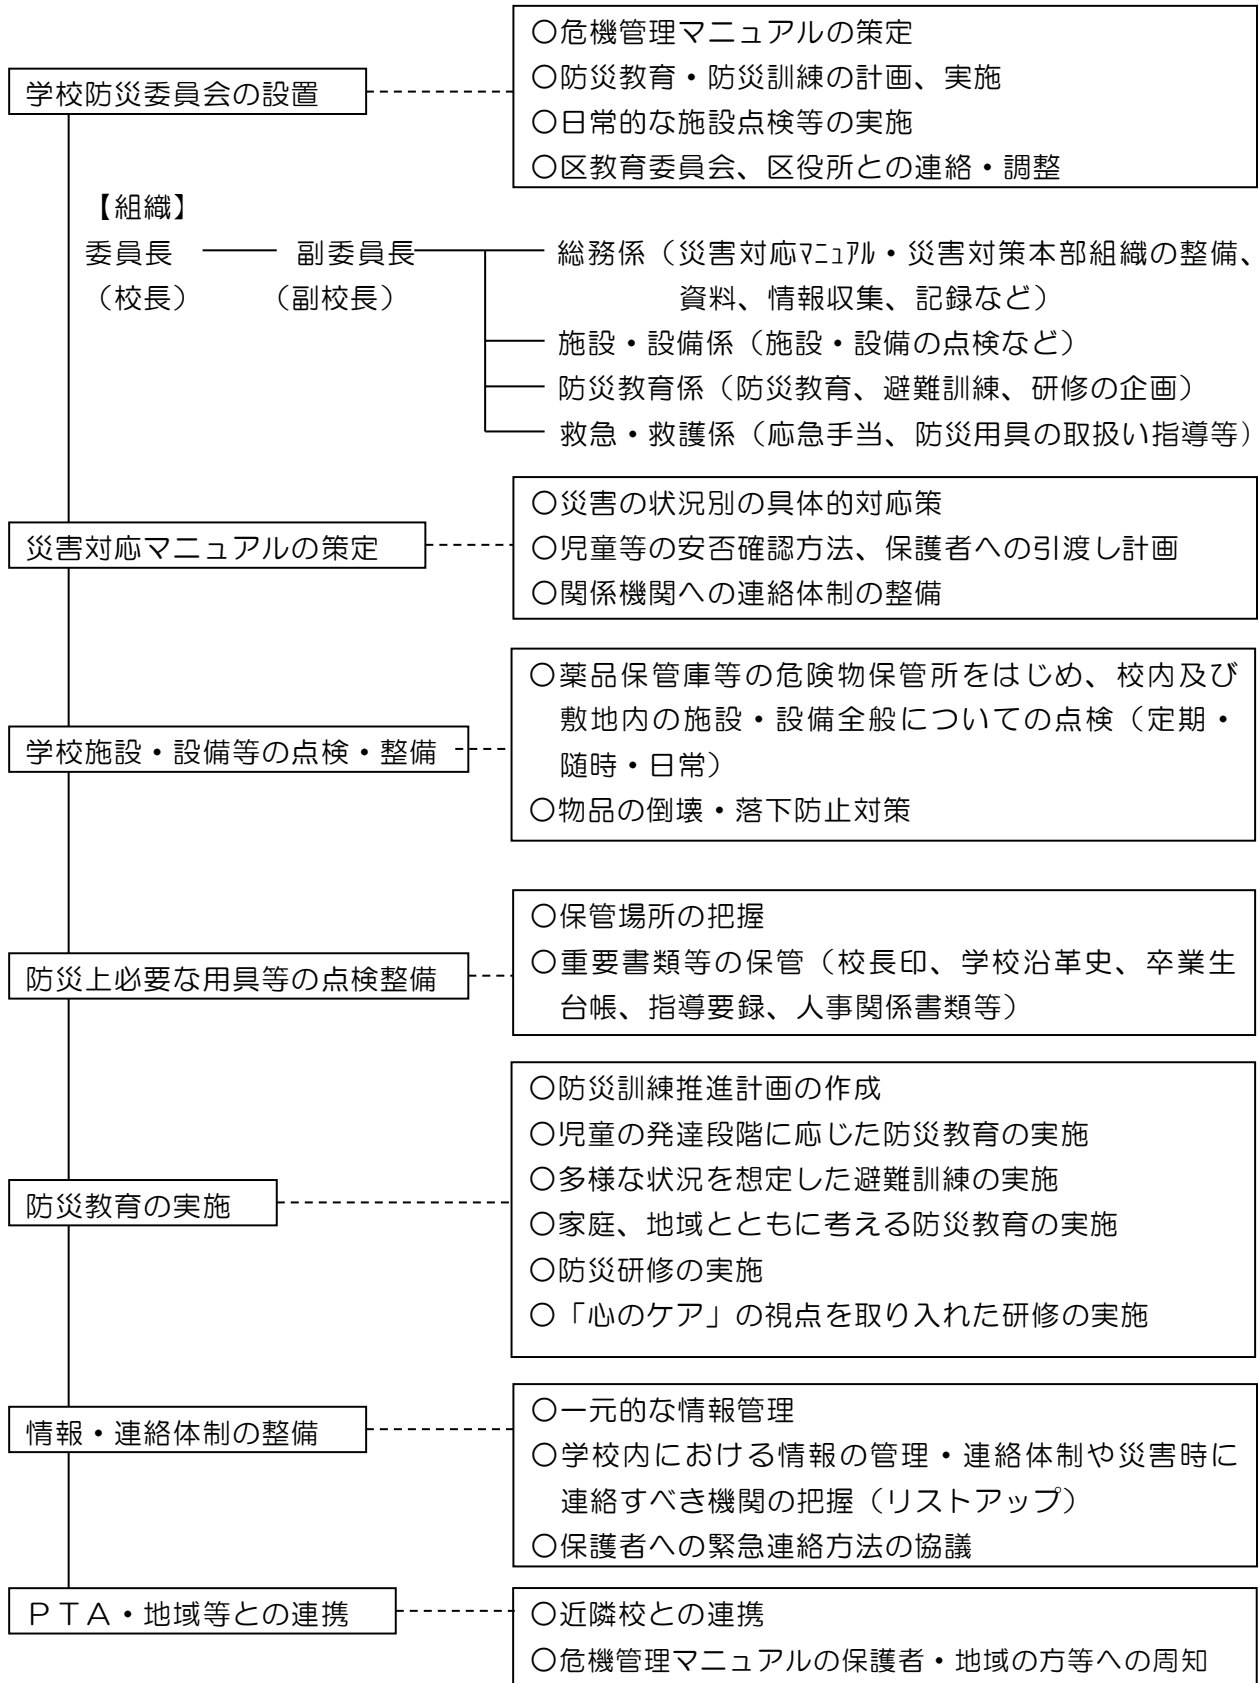 学校防災委員会の設置
〇危機管理マニュアルの策定
〇防災教育・防災訓練の計画、実施
〇日常的な施設点検等の実施
〇区教育委員会、区役所との連絡・調整
【組織】
委員長 副委員長 総務係（災害対応ﾏﾆｭｱﾙ・災害対策本部組織の整備、
（校長） （副校長） 資料、情報収集、記録など）
施設・設備係（施設・設備の点検など）
防災教育係（防災教育、避難訓練、研修の企画）
救急・救護係（応急手当、防災用具の取扱い指導等）
災害対応マニュアルの策定
〇災害の状況別の具体的対応策
〇児童等の安否確認方法、保護者への引渡し計画
〇関係機関への連絡体制の整備
学校施設・設備等の点検・整備
〇薬品保管庫等の危険物保管所をはじめ、校内及び
敷地内の施設・設備全般についての点検（定期・
随時・日常）
〇物品の倒壊・落下防止対策
防災上必要な用具等の点検整備
〇保管場所の把握
〇重要書類等の保管（校長印、学校沿革史、卒業生
台帳、指導要録、人事関係書類等）
防災教育の実施
〇防災訓練推進計画の作成
〇児童の発達段階に応じた防災教育の実施
〇多様な状況を想定した避難訓練の実施
〇家庭、地域とともに考える防災教育の実施
〇防災研修の実施
〇「心のケア」の視点を取り入れた研修の実施
情報・連絡体制の整備
〇一元的な情報管理
〇学校内における情報の管理・連絡体制や災害時に
連絡すべき機関の把握（リストアップ）
〇保護者への緊急連絡方法の協議
ＰＴＡ・地域等との連携
〇近隣校との連携
〇危機管理マニュアルの保護者・地域の方等への周知